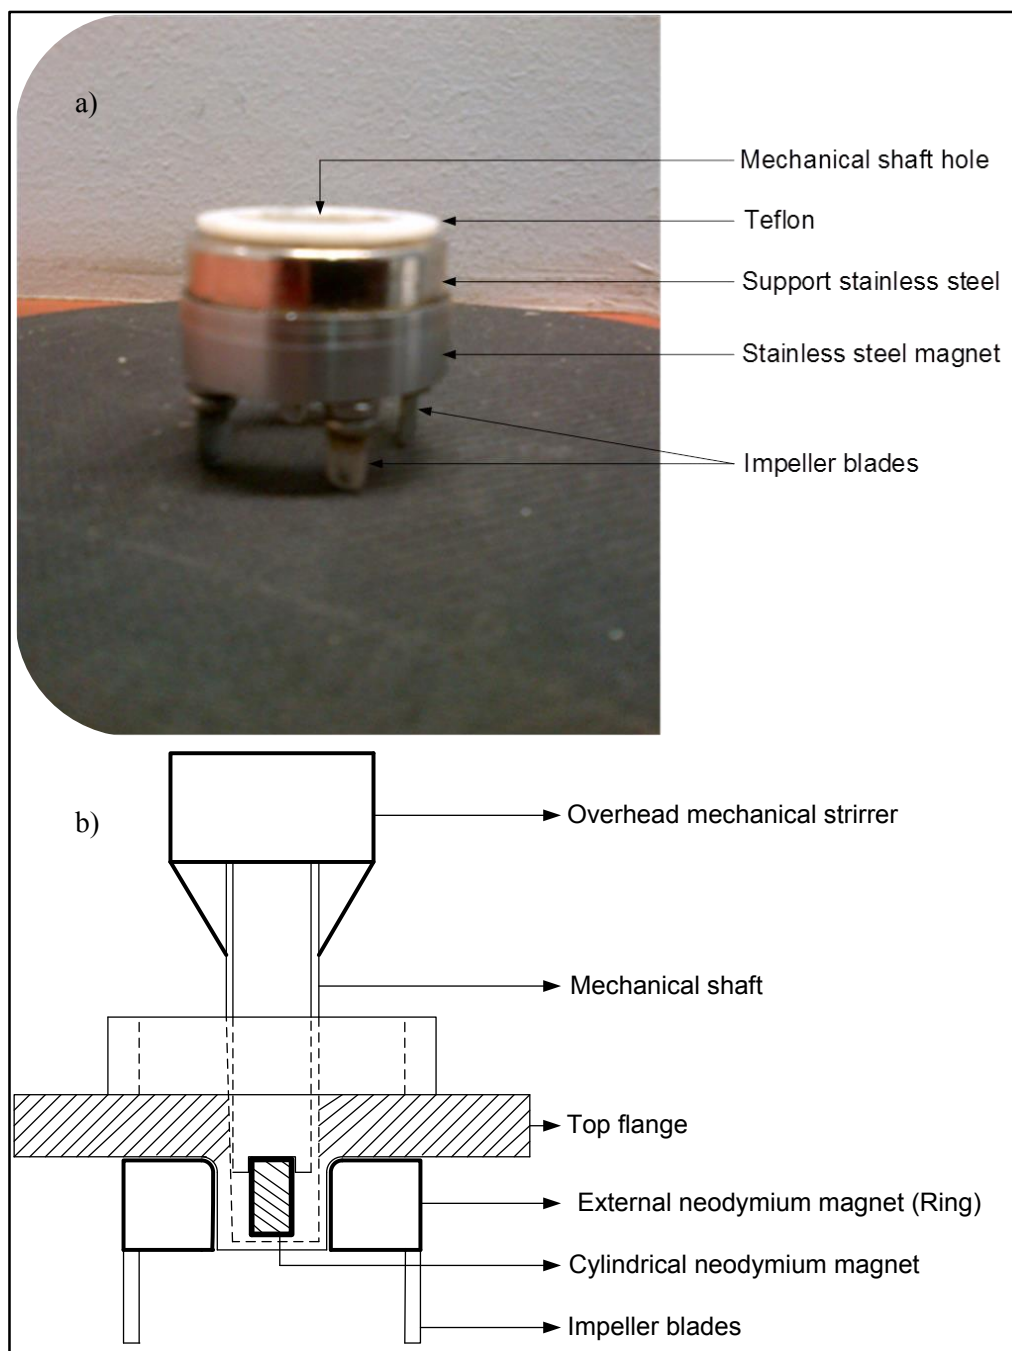 a)
Mechanical shaft hole
Teflon
Support stainless steel
Stainless steel magnet
Impeller blades
b)
Overhead mechanical strirrer
Mechanical shaft
Top flange
External neodymium magnet (Ring)
Cylindrical neodymium magnet
Impeller blades